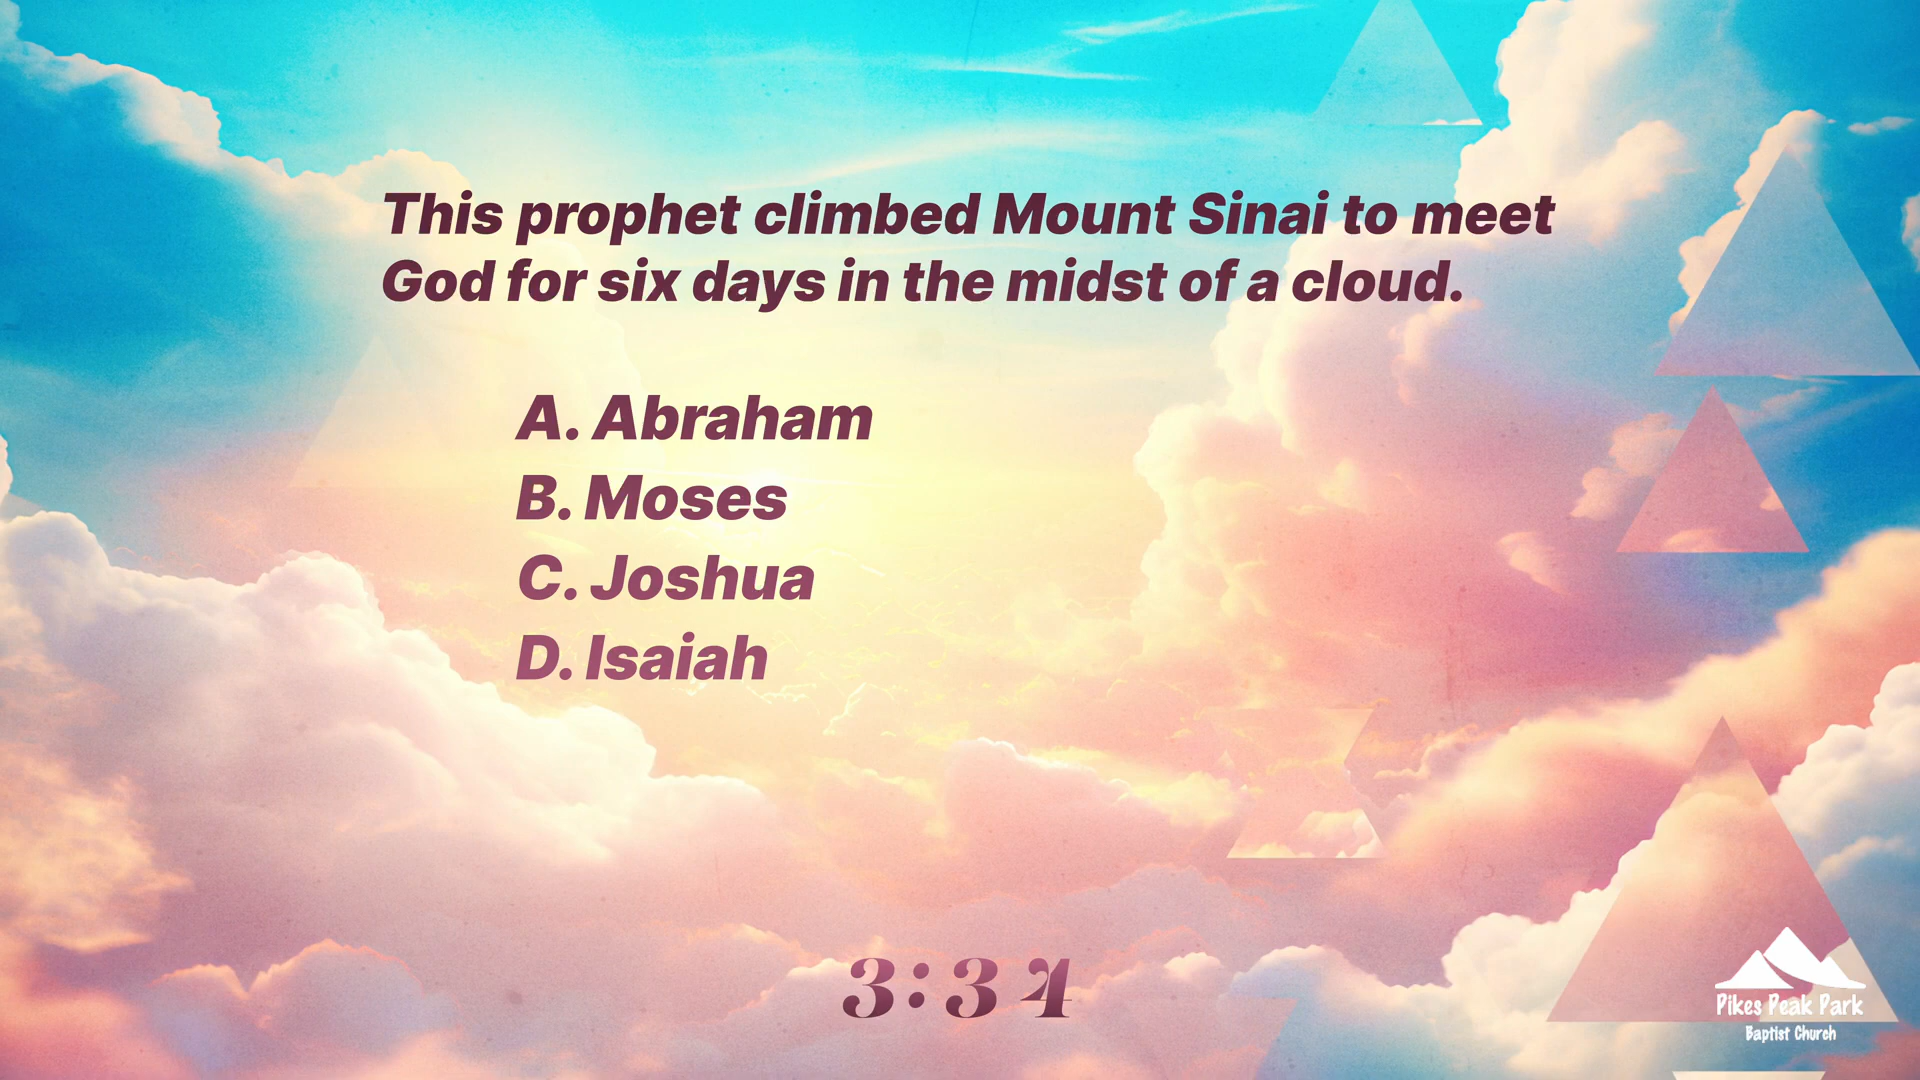 This prophet climbed Mount Sinai to meet
God for six days in the midst of a cloud.
A. Abraham
B. Moses
C. Joshua
D. Isaiah
3:34
Pikes Peak Park
Baptist Church